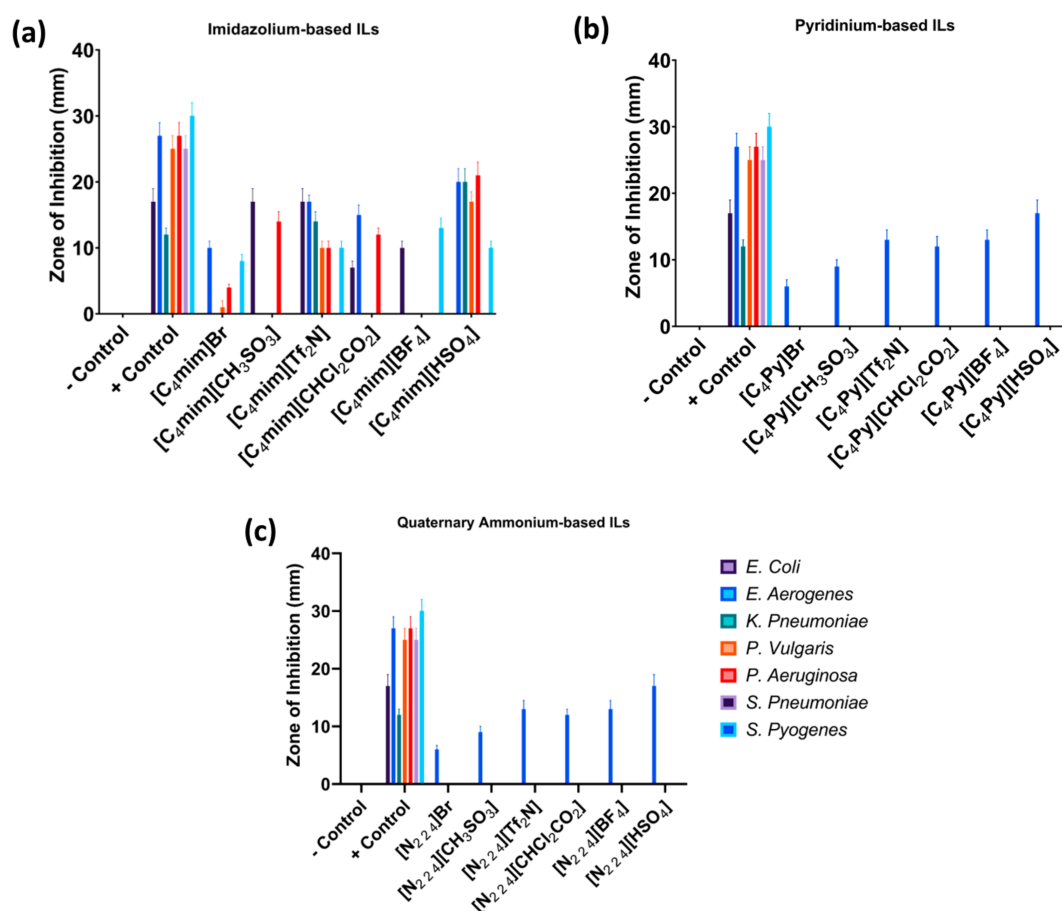 (a)
Imidazolium-based ILs
Zone of Inhibition (mm)
40
30
20
10
0
- Control
+ Control
[C₄mim]Br
[C₄mim][CH₃SO₃]
[C₄mim][Tf₂N]
[C₄mim][CHCl₂CO₂]
[C₄mim][BF₄]
[C₄mim][HSO₄]
(b)
Pyridinium-based ILs
Zone of Inhibition (mm)
40
30
20
10
0
- Control
+ Control
[C₄Py]Br
[C₄Py][CH₃SO₃]
[C₄Py][Tf₂N]
[C₄Py][CHCl₂CO₂]
[C₄Py][BF₄]
[C₄Py][HSO₄]
(c)
Quaternary Ammonium-based ILs
Zone of Inhibition (mm)
40
30
20
10
0
- Control
+ Control
[N₂ ₂ ₄]Br
[N₂ ₂ ₄][CH₃SO₃]
[N₂ ₂ ₄][Tf₂N]
[N₂ ₂ ₄][CHCl₂CO₂]
[N₂ ₂ ₄][BF₄]
[N₂ ₂ ₄][HSO₄]
E. Coli
E. Aerogenes
K. Pneumoniae
P. Vulgaris
P. Aeruginosa
S. Pneumoniae
S. Pyogenes